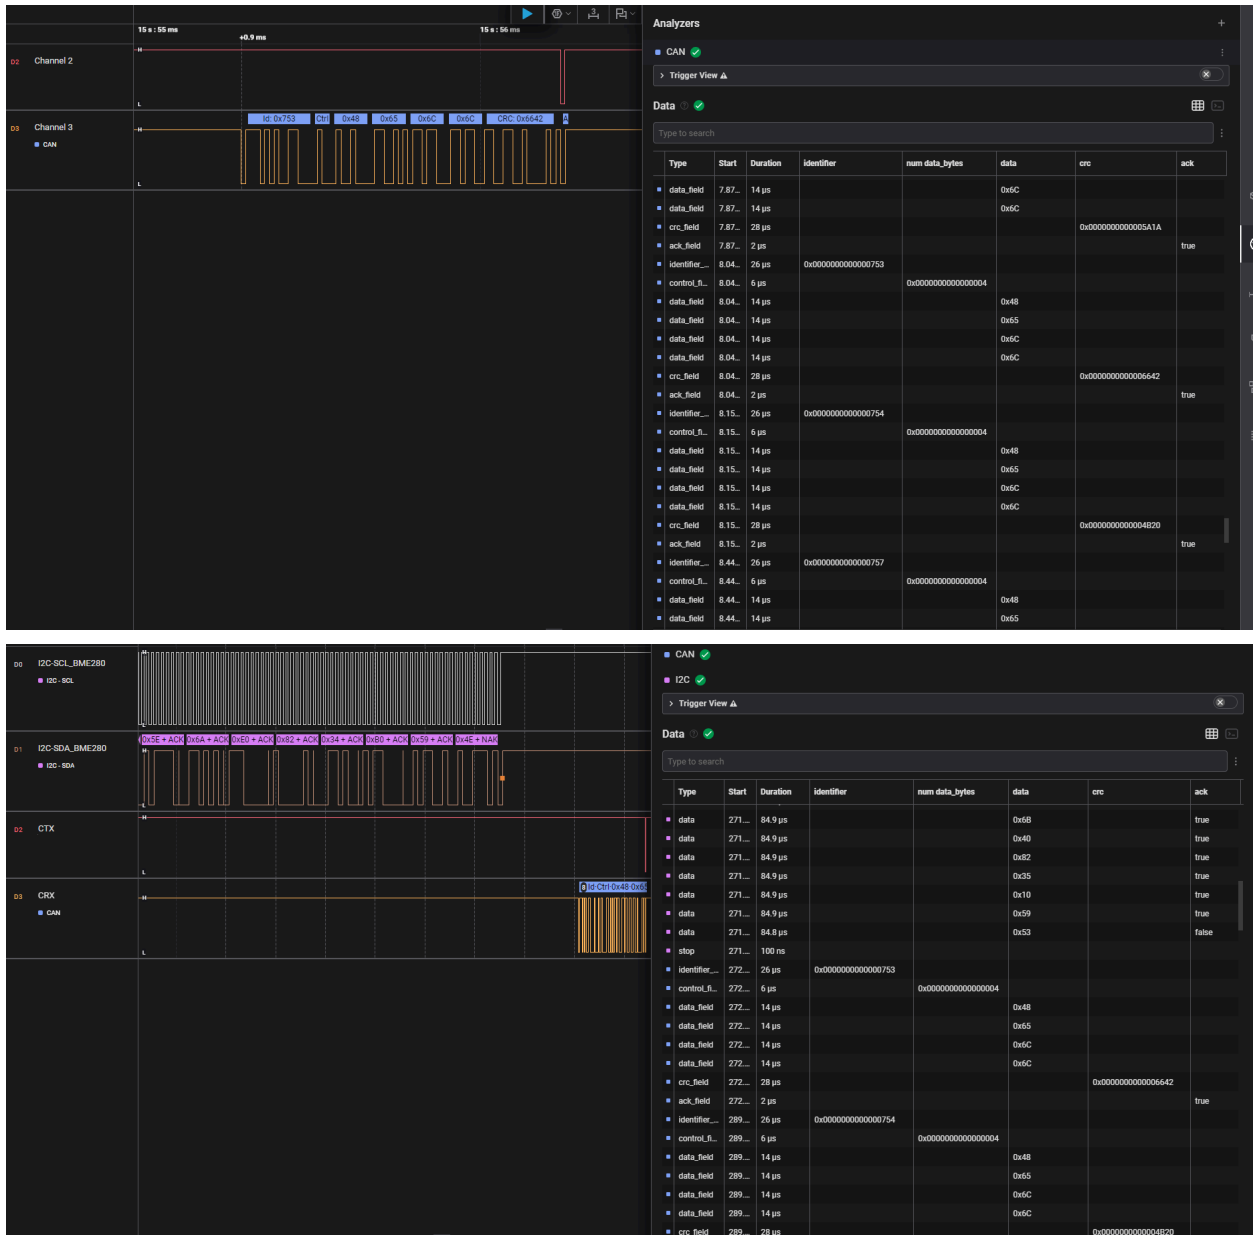 15 s : 55 ms
+0.9 ms
15 s : 56 ms
D2 Channel 2
H
L
D3 Channel 3
CAN
H
L
Id: 0x753 Ctrl 0x48 0x65 0x6C 0x6C CRC: 0x6642 A
Analyzers
CAN
Trigger View
Data
Type to search
Type Start Duration identifier num data_bytes data crc ack
data_field 7.87... 14 µs 0x6C
data_field 7.87... 14 µs 0x6C
crc_field 7.87... 28 µs 0x0000000000005A1A
ack_field 7.87... 2 µs true
identifier_... 8.04... 26 µs 0x0000000000000753
control_fi... 8.04... 6 µs 0x0000000000000004
data_field 8.04... 14 µs 0x48
data_field 8.04... 14 µs 0x65
data_field 8.04... 14 µs 0x6C
data_field 8.04... 14 µs 0x6C
crc_field 8.04... 28 µs 0x0000000000006642
ack_field 8.04... 2 µs true
identifier_... 8.15... 26 µs 0x0000000000000754
control_fi... 8.15... 6 µs 0x0000000000000004
data_field 8.15... 14 µs 0x48
data_field 8.15... 14 µs 0x65
data_field 8.15... 14 µs 0x6C
data_field 8.15... 14 µs 0x6C
crc_field 8.15... 28 µs 0x0000000000004B20
ack_field 8.15... 2 µs true
identifier_... 8.44... 26 µs 0x0000000000000757
control_fi... 8.44... 6 µs 0x0000000000000004
data_field 8.44... 14 µs 0x48
data_field 8.44... 14 µs 0x65
D0 I2C-SCL_BME280
I2C - SCL
H
L
D1 I2C-SDA_BME280
I2C - SDA
0x5E + ACK 0x6A + ACK 0xE0 + ACK 0x82 + ACK 0x34 + ACK 0xB0 + ACK 0x59 + ACK 0x4E + NAK
H
L
D2 CTX
H
L
D3 CRX
CAN
Id Ctrl 0x48 0x65
H
L
CAN
I2C
Trigger View
Data
Type to search
Type Start Duration identifier num data_bytes data crc ack
data 271.... 84.9 µs 0x6B true
data 271.... 84.9 µs 0x40 true
data 271.... 84.9 µs 0x82 true
data 271.... 84.9 µs 0x35 true
data 271.... 84.9 µs 0x10 true
data 271.... 84.9 µs 0x59 true
data 271.... 84.8 µs 0x53 false
stop 271.... 100 ns
identifier_... 272.... 26 µs 0x0000000000000753
control_fi... 272.... 6 µs 0x0000000000000004
data_field 272.... 14 µs 0x48
data_field 272.... 14 µs 0x65
data_field 272.... 14 µs 0x6C
data_field 272.... 14 µs 0x6C
crc_field 272.... 28 µs 0x0000000000006642
ack_field 272.... 2 µs true
identifier_... 289.... 26 µs 0x0000000000000754
control_fi... 289.... 6 µs 0x0000000000000004
data_field 289.... 14 µs 0x48
data_field 289.... 14 µs 0x65
data_field 289.... 14 µs 0x6C
data_field 289.... 14 µs 0x6C
crc_field 289.... 28 µs 0x0000000000004B20